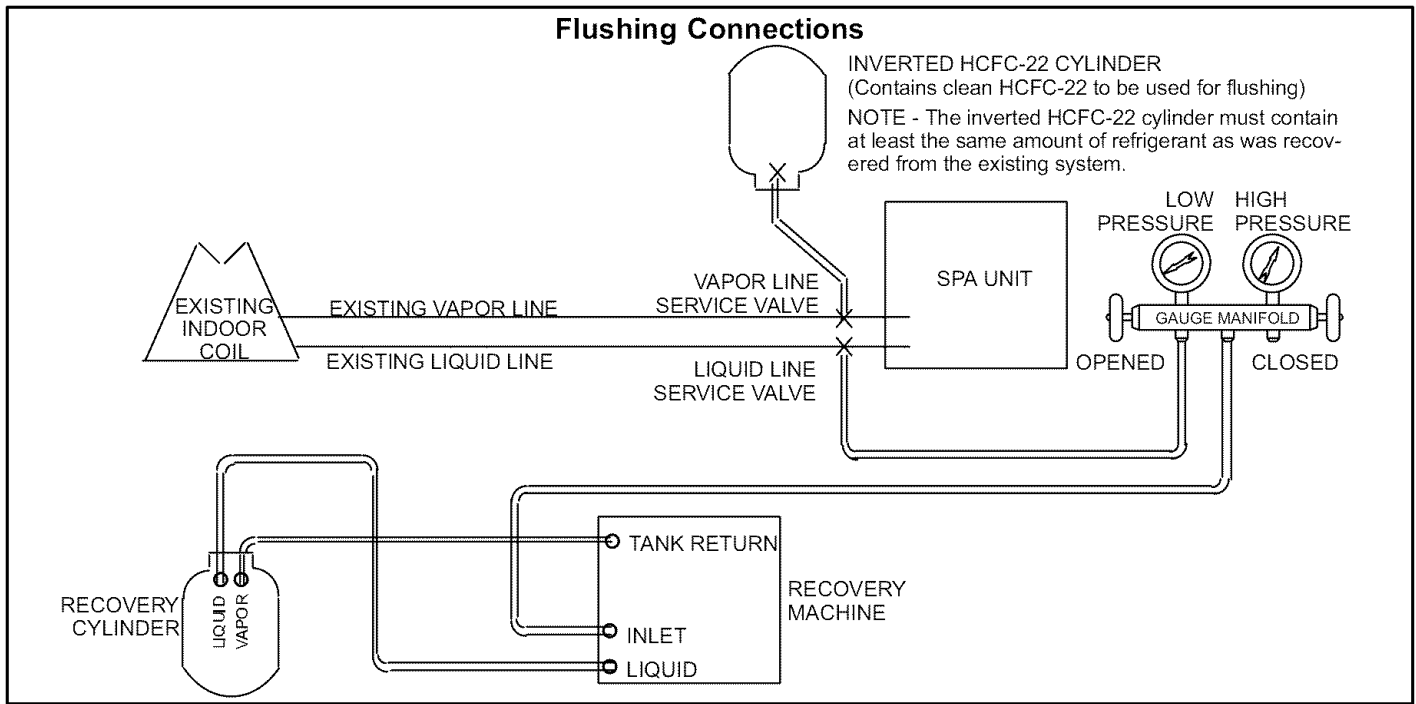 Flushing Connections
INVERTED HCFC-22 CYLINDER
(Contains clean HCFC-22 to be used for flushing)
NOTE - The inverted HCFC-22 cylinder must contain
at least the same amount of refrigerant as was recov-
ered from the existing system.
LOW
PRESSURE
HIGH
PRESSURE
SPA UNIT
VAPOR LINE
SERVICE VALVE
EXISTING
INDOOR
COIL
EXISTING VAPOR LINE
GAUGE MANIFOLD
EXISTING LIQUID LINE
LIQUID LINE
SERVICE VALVE
OPENED
CLOSED
TANK RETURN
RECOVERY
MACHINE
RECOVERY
CYLINDER
LIQUID
VAPOR
INLET
LIQUID